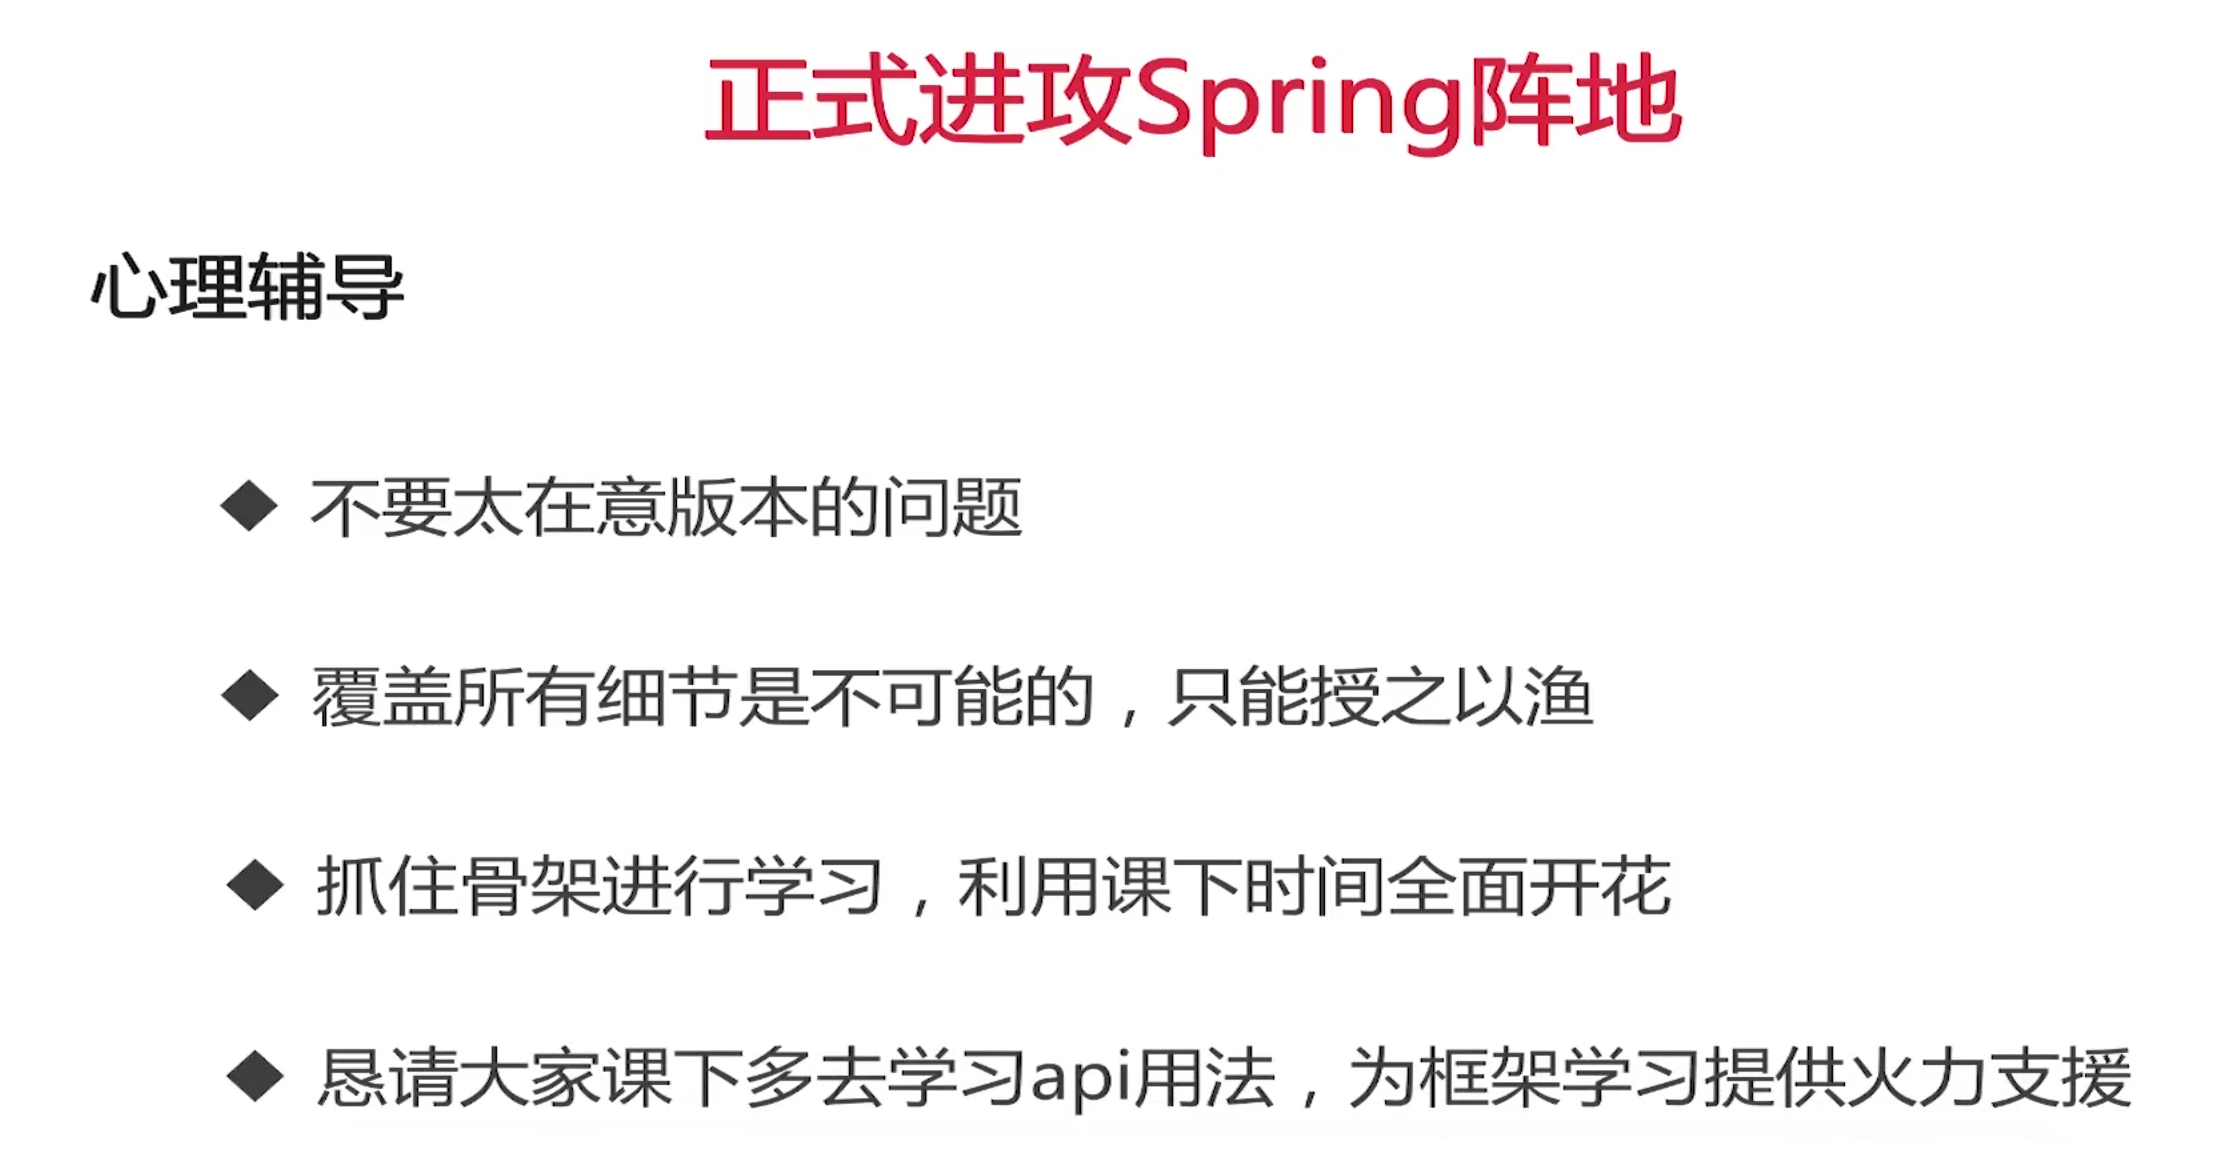 正式进攻Spring阵地
心理辅导
◆ 不要太在意版本的问题
◆ 覆盖所有细节是不可能的，只能授之以渔
◆ 抓住骨架进行学习，利用课下时间全面开花
◆ 恳请大家课下多去学习api用法，为框架学习提供火力支援